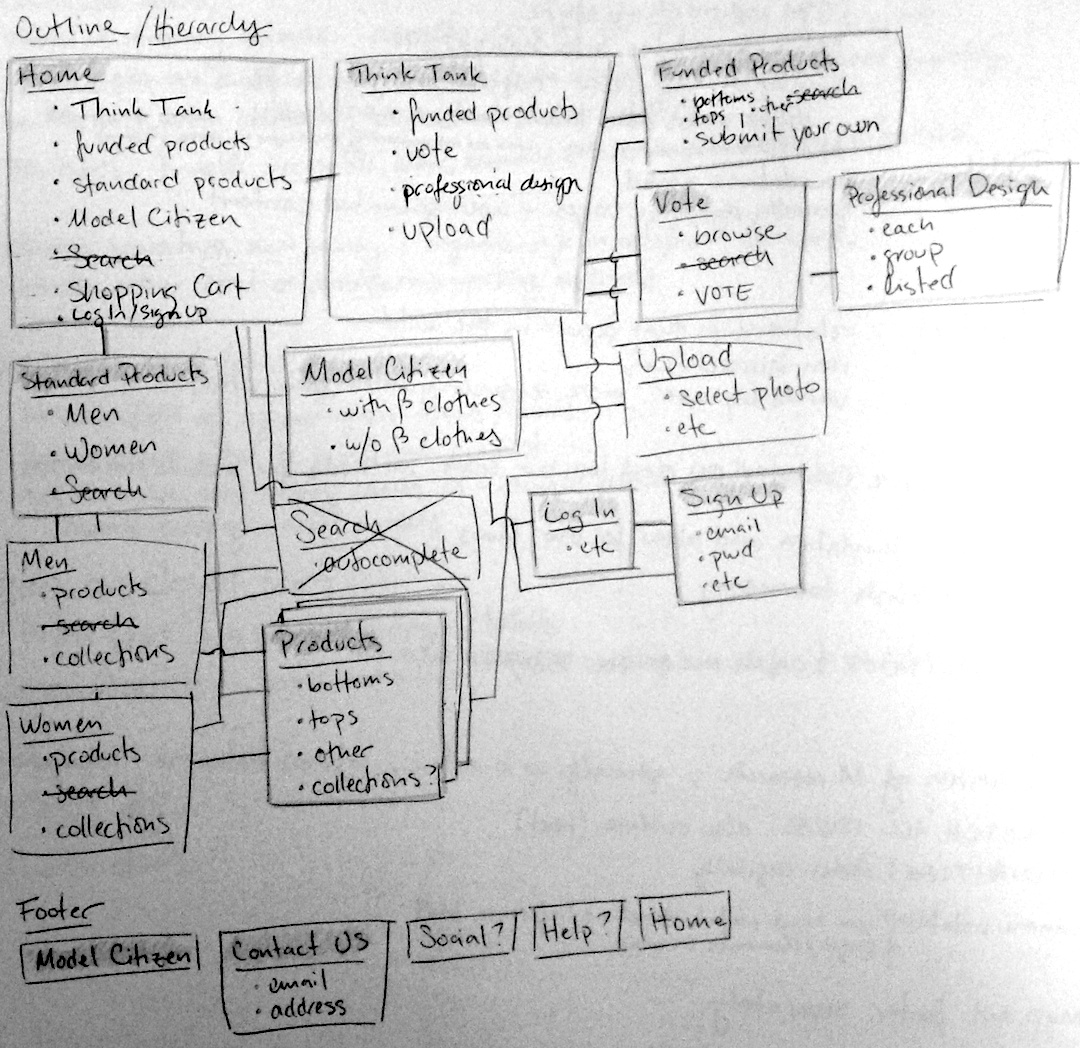 Outline / Hierarchy
Home
• Think Tank
• funded products
• standard products
• Model Citizen
• Search
• Shopping Cart
• Log In/Sign Up
Think Tank
• funded products
• vote
• professional design
• upload
Funded Products
• bottoms • search
• tops • other
• submit your own
Vote
• browse
• search
• VOTE
Professional Design
• each
• group
• listed
Standard Products
• Men
• Women
• Search
Model Citizen
• with β clothes
• w/o β clothes
Upload
• select photo
• etc
Search
• autocomplete
Log In
• etc
Sign Up
• email
• pwd
• etc
Men
• products
• search
• collections
Products
• bottoms
• tops
• other
• collections?
Women
• products
• search
• collections
Footer
Model Citizen
Contact Us
• email
• address
Social?
Help?
Home